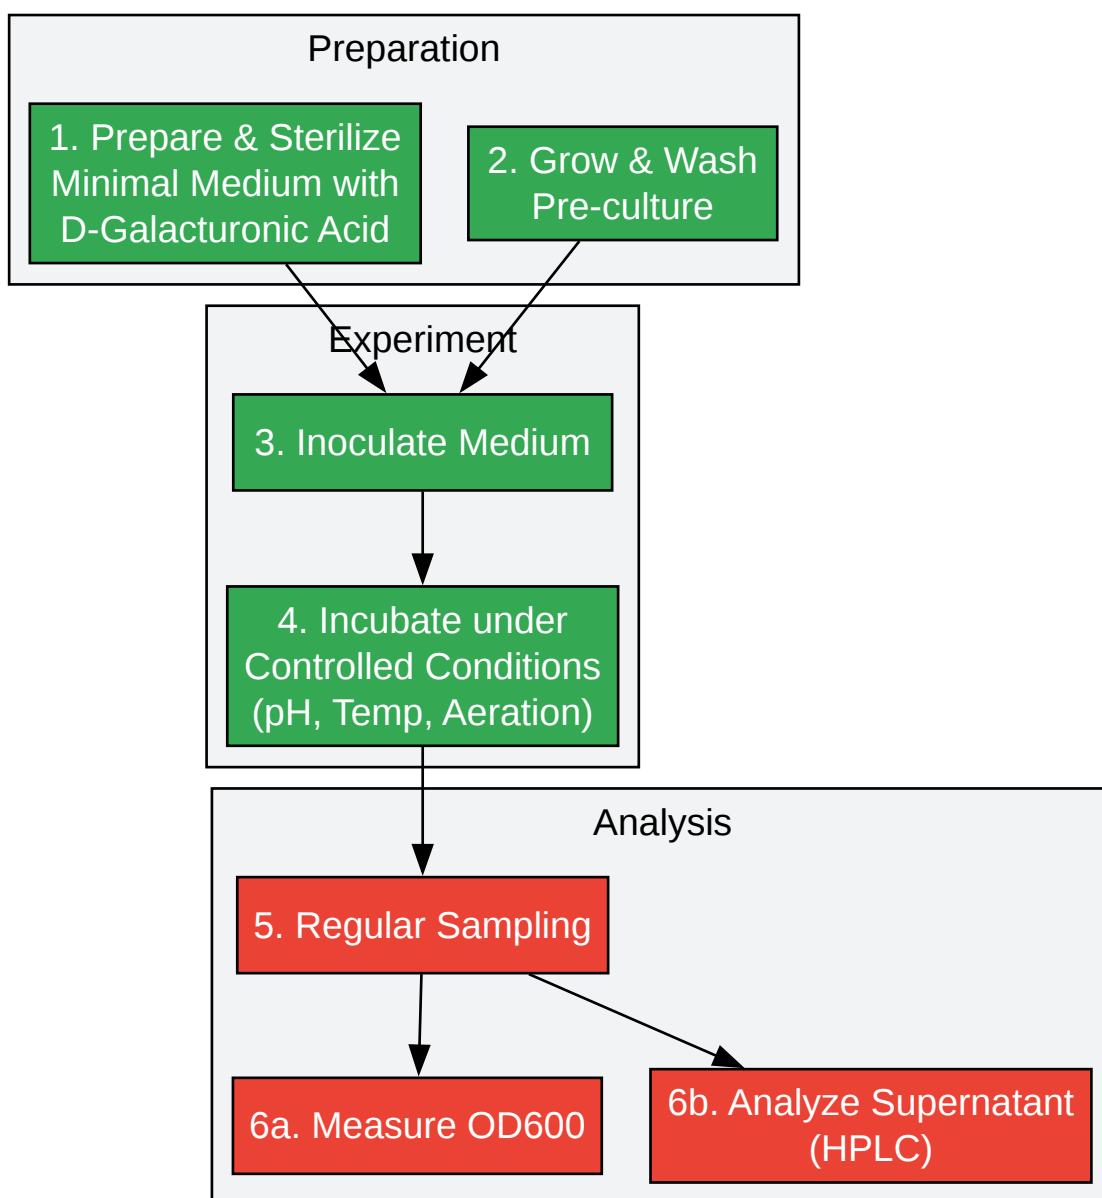 Preparation
1. Prepare & Sterilize
Minimal Medium with
D-Galacturonic Acid
2. Grow & Wash
Pre-culture
Experiment
3. Inoculate Medium
4. Incubate under
Controlled Conditions
(pH, Temp, Aeration)
Analysis
5. Regular Sampling
6a. Measure OD600
6b. Analyze Supernatant
(HPLC)